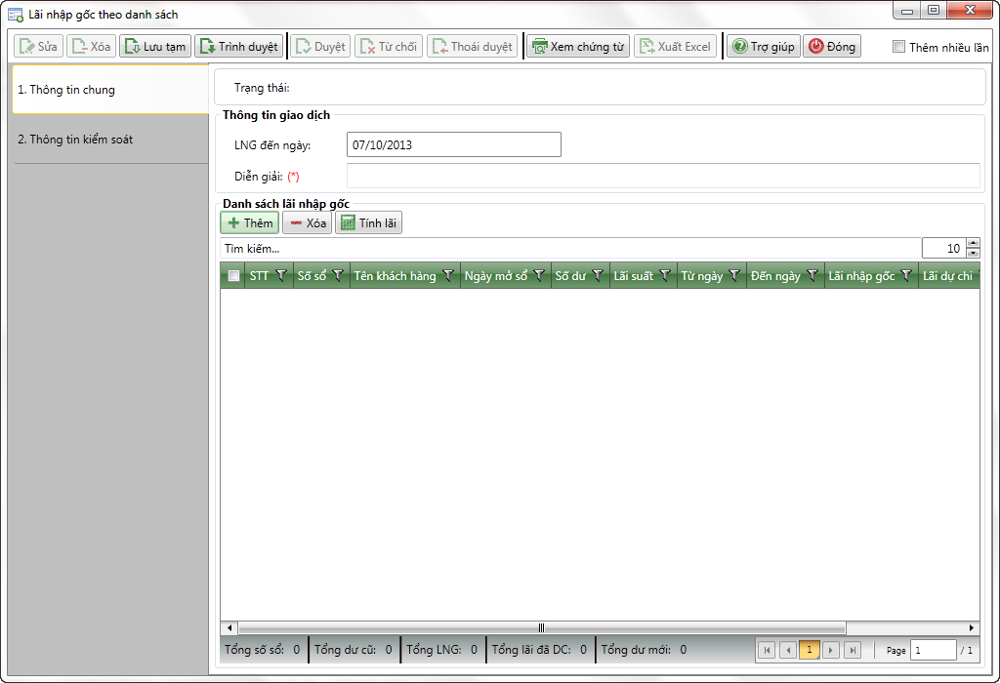 Lãi nhập gốc theo danh sách
Sửa Xóa Lưu tạm Trình duyệt Duyệt Từ chối Thoái duyệt Xem chứng từ Xuất Excel Trợ giúp Đóng Thêm nhiều lần
1. Thông tin chung
2. Thông tin kiểm soát
Trạng thái:
Thông tin giao dịch
LNG đến ngày: 07/10/2013
Diễn giải: (*)
Danh sách lãi nhập gốc
Thêm Xóa Tính lãi
Tìm kiếm... 10
STT Số sổ Tên khách hàng Ngày mở sổ Số dư Lãi suất Từ ngày Đến ngày Lãi nhập gốc Lãi dự chi
Tổng số sổ: 0 Tổng dư cũ: 0 Tổng LNG: 0 Tổng lãi đã DC: 0 Tổng dư mới: 0 1 Page 1 / 1